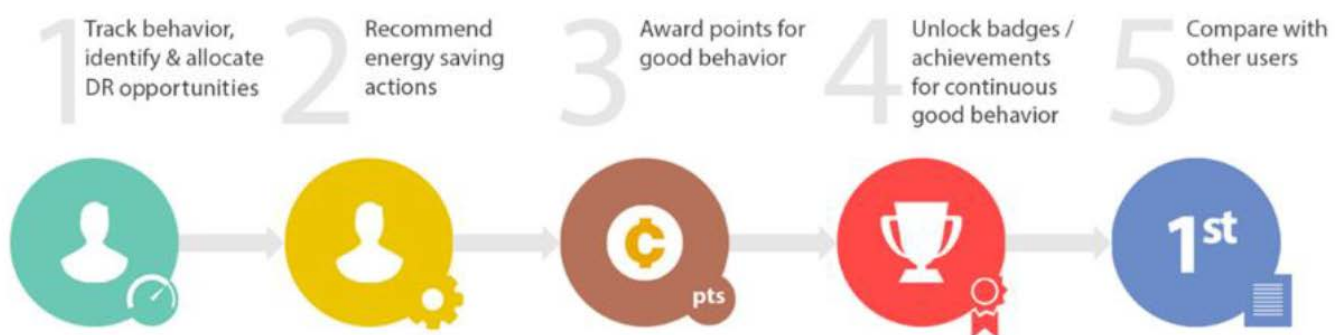 1
Track behavior,
identify & allocate
DR opportunities
2
Recommend
energy saving
actions
3
Award points for
good behavior
4
Unlock badges /
achievements
for continuous
good behavior
5
Compare with
other users
¢
pts
1st